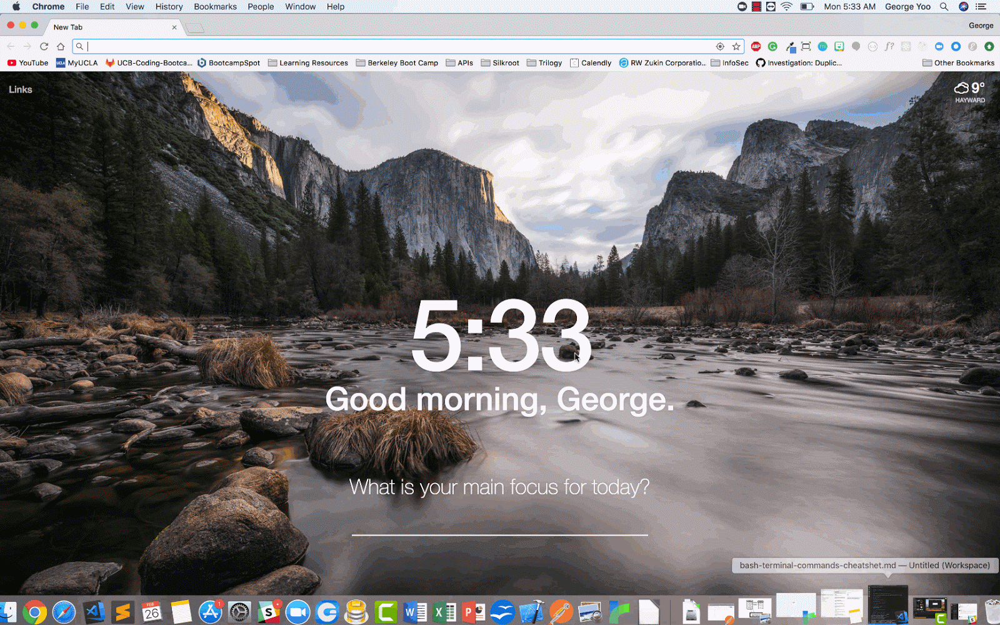 Chrome File Edit View History Bookmarks People Window Help Mon 5:33 AM George Yoo
New Tab George
YouTube MyUCLA UCB-Coding-Bootca... BootcampSpot Learning Resources Berkeley Boot Camp APIs Silkroot Trilogy Calendly RW Zukin Corporatio... InfoSec Investigation: Duplic... Other Bookmarks
Links
9°
HAYWARD
5:33
Good morning, George.
What is your main focus for today?
bash-terminal-commands-cheatshet.md — Untitled (Workspace)
FEB
26
1